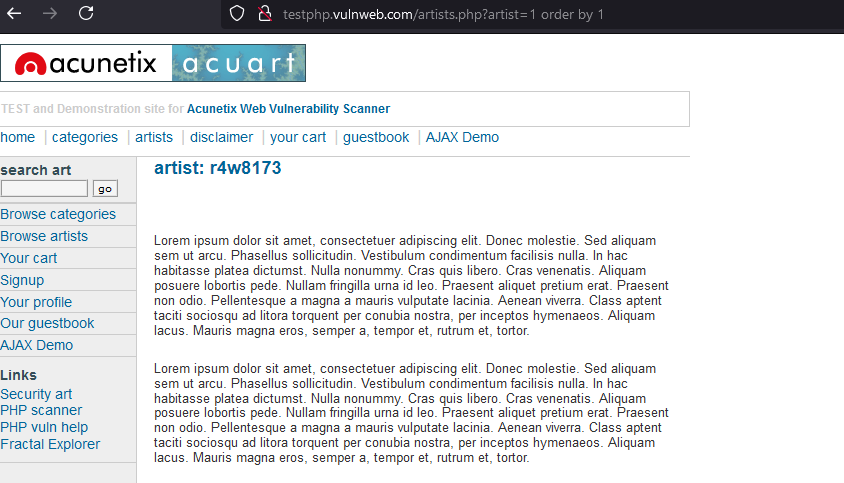 testphp.vulnweb.com/artists.php?artist=1 order by 1
acunetix acuart
TEST and Demonstration site for Acunetix Web Vulnerability Scanner
home | categories | artists | disclaimer | your cart | guestbook | AJAX Demo
search art
go
Browse categories
Browse artists
Your cart
Signup
Your profile
Our guestbook
AJAX Demo
Links
Security art
PHP scanner
PHP vuln help
Fractal Explorer
artist: r4w8173
Lorem ipsum dolor sit amet, consectetuer adipiscing elit. Donec molestie. Sed aliquam
sem ut arcu. Phasellus sollicitudin. Vestibulum condimentum facilisis nulla. In hac
habitasse platea dictumst. Nulla nonummy. Cras quis libero. Cras venenatis. Aliquam
posuere lobortis pede. Nullam fringilla urna id leo. Praesent aliquet pretium erat. Praesent
non odio. Pellentesque a magna a mauris vulputate lacinia. Aenean viverra. Class aptent
taciti sociosqu ad litora torquent per conubia nostra, per inceptos hymenaeos. Aliquam
lacus. Mauris magna eros, semper a, tempor et, rutrum et, tortor.
Lorem ipsum dolor sit amet, consectetuer adipiscing elit. Donec molestie. Sed aliquam
sem ut arcu. Phasellus sollicitudin. Vestibulum condimentum facilisis nulla. In hac
habitasse platea dictumst. Nulla nonummy. Cras quis libero. Cras venenatis. Aliquam
posuere lobortis pede. Nullam fringilla urna id leo. Praesent aliquet pretium erat. Praesent
non odio. Pellentesque a magna a mauris vulputate lacinia. Aenean viverra. Class aptent
taciti sociosqu ad litora torquent per conubia nostra, per inceptos hymenaeos. Aliquam
lacus. Mauris magna eros, semper a, tempor et, rutrum et, tortor.